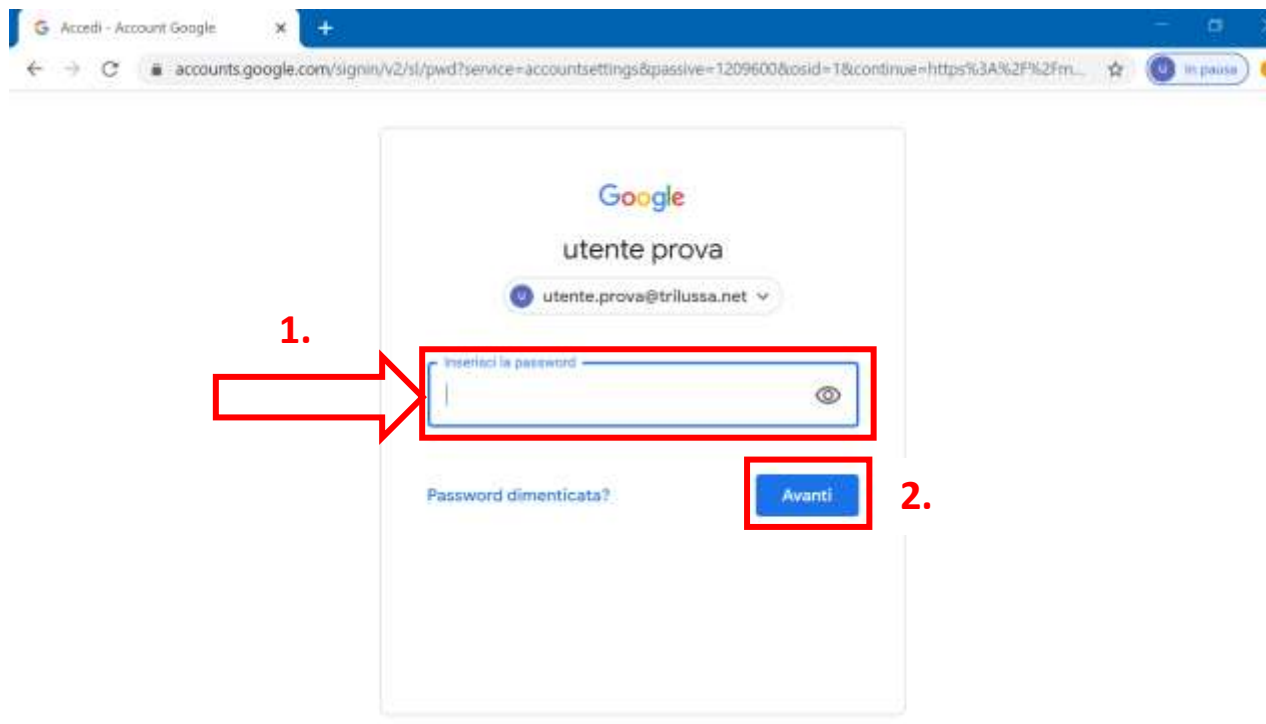 Accedi - Account Google
accounts.google.com/signin/v2/sl/pwd?service=accountsettings&passive=1209600&osid=1&continue=https%3A%2F%2Fm...
U
In pausa
Google
utente prova
U utente.prova@trilussa.net
1.
Inserisci la password
Password dimenticata?
Avanti
2.